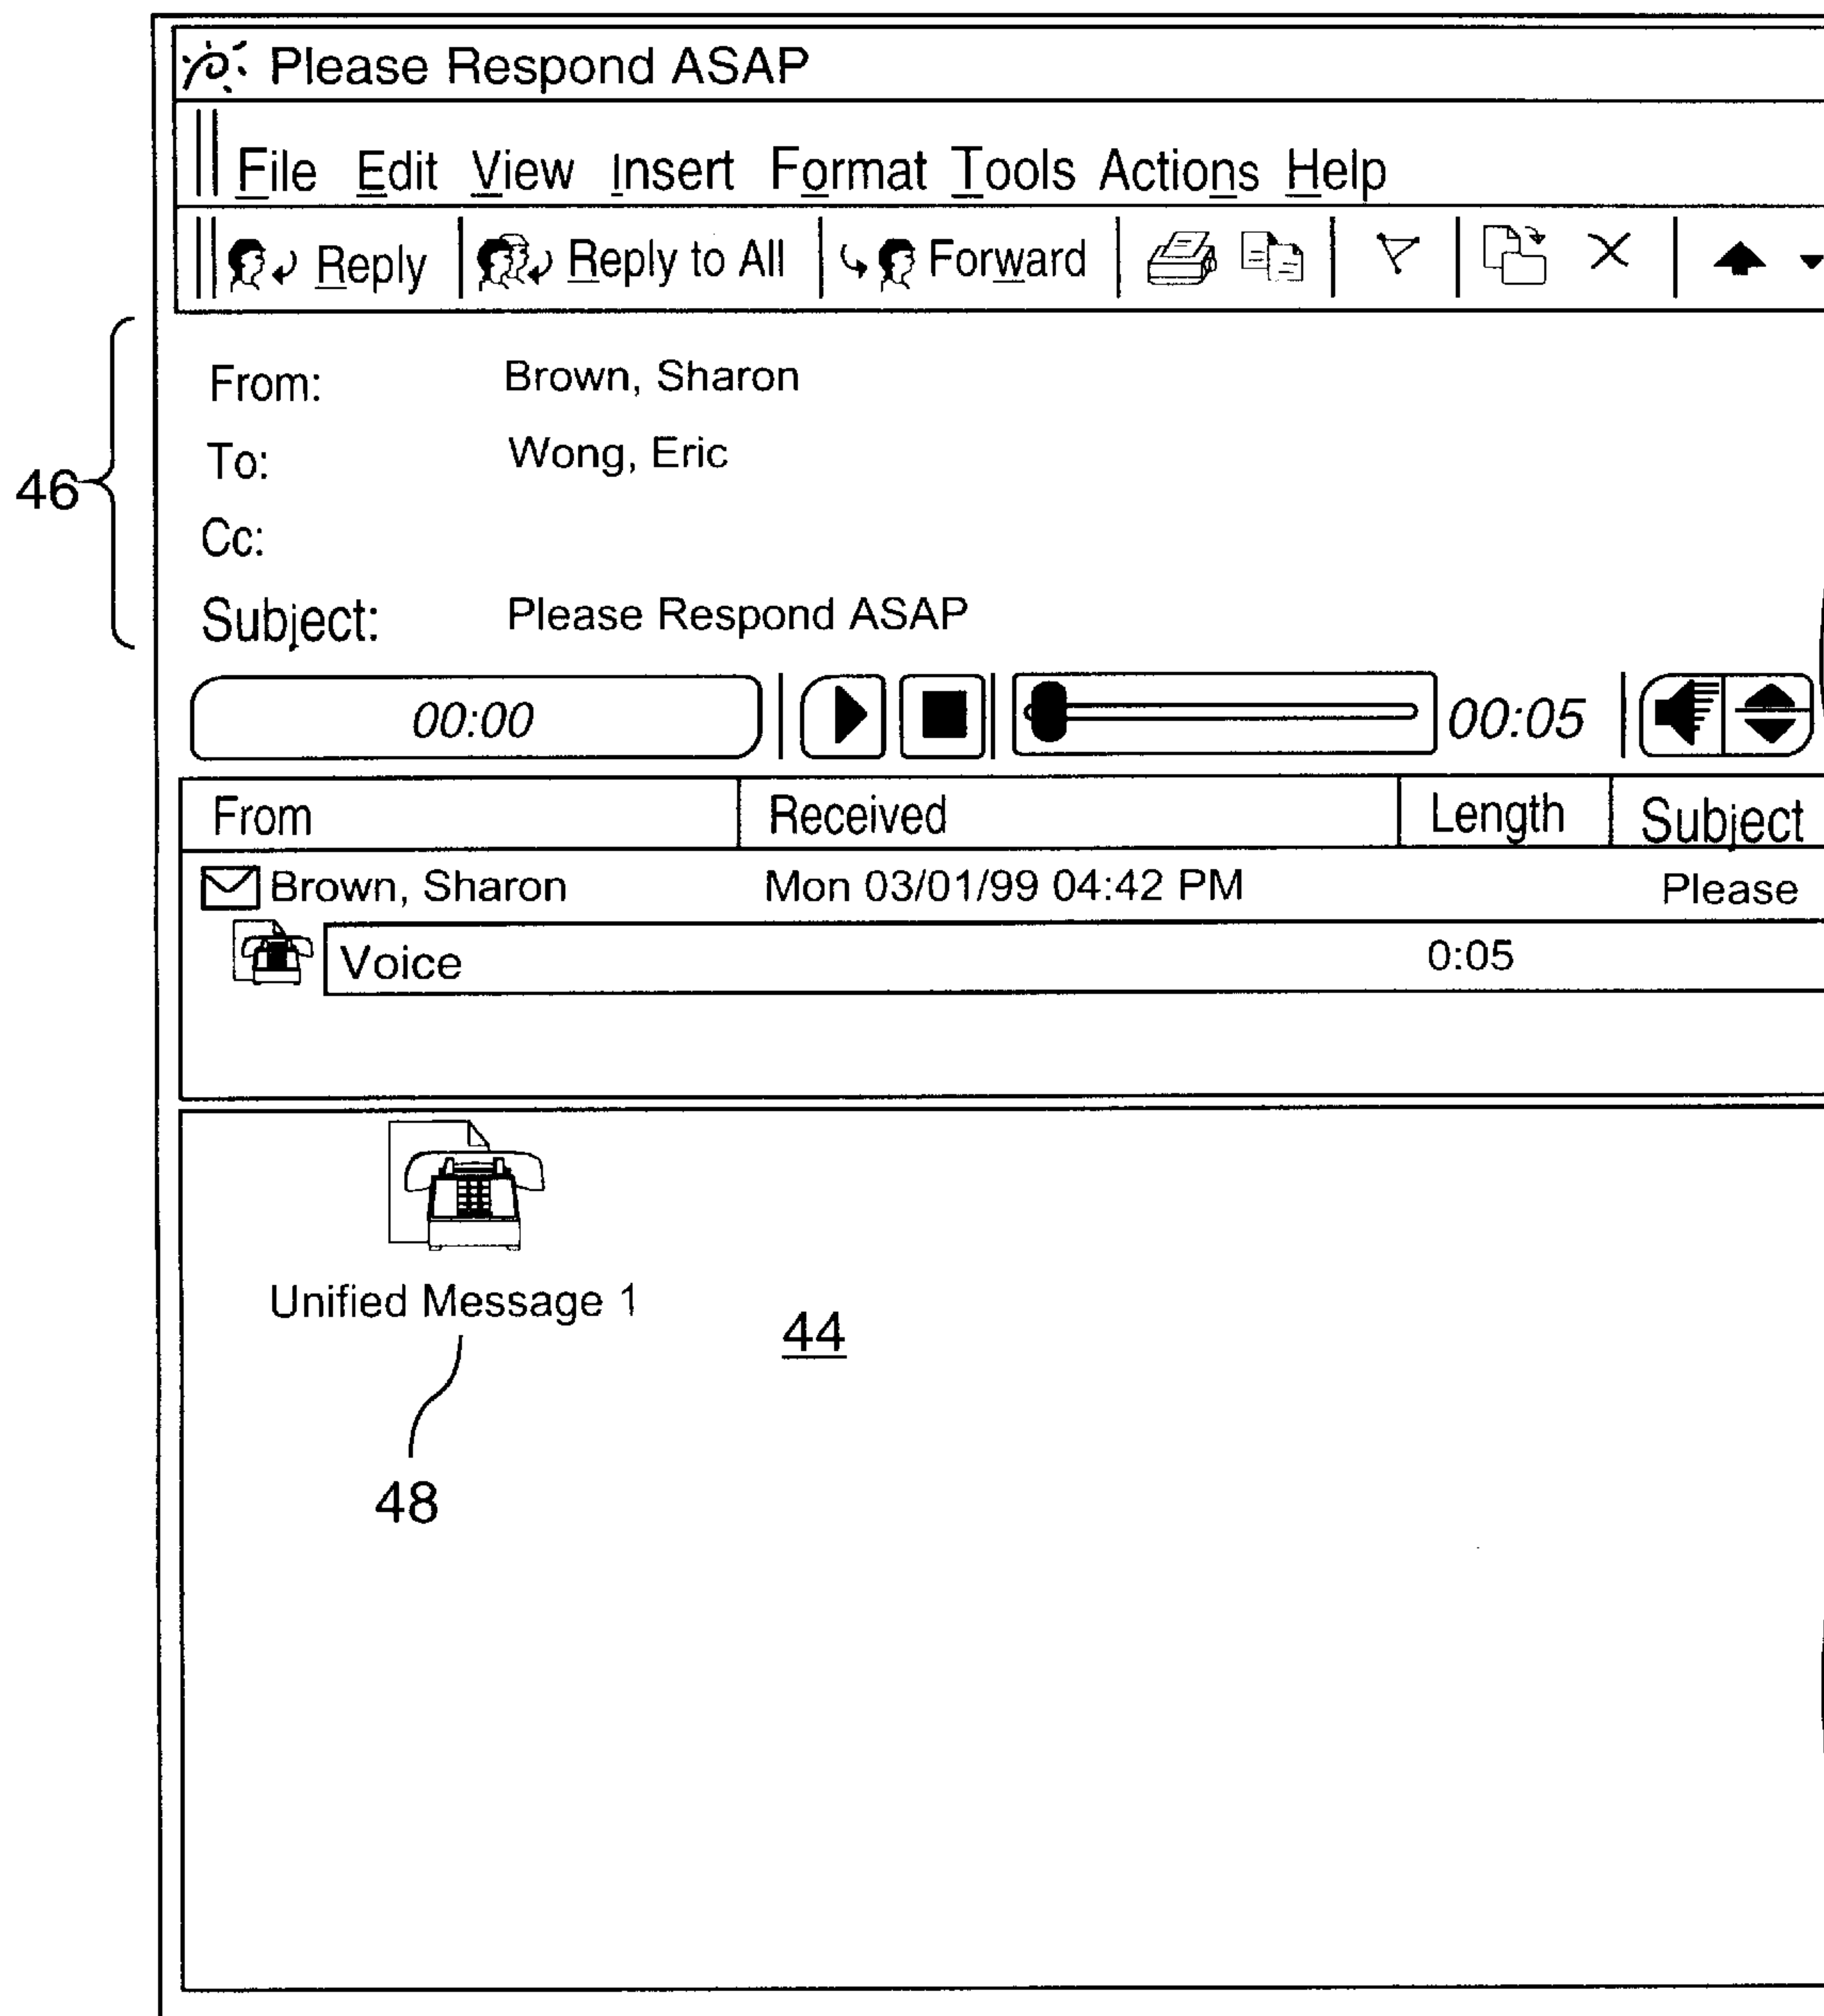 Please Respond ASAP
File Edit View Insert Format Tools Actions Help
Reply Reply to All Forward
From: Brown, Sharon
To: Wong, Eric
46
Cc:
Subject: Please Respond ASAP
00:00 00:05
From Received Length Subject
Brown, Sharon Mon 03/01/99 04:42 PM Please
Voice 0:05
Unified Message 1
44
48